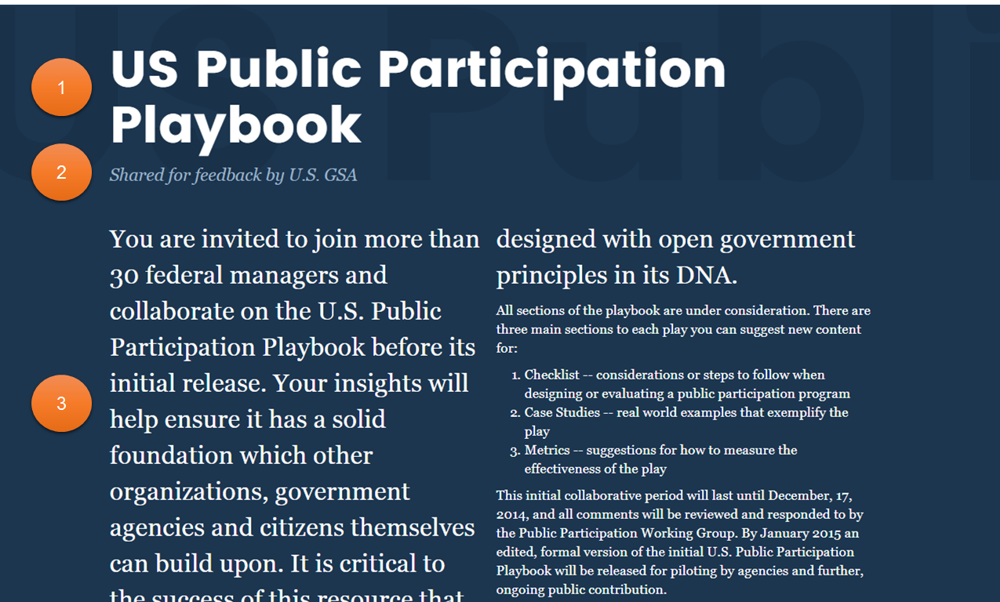 1
US Public Participation
Playbook
2
Shared for feedback by U.S. GSA
You are invited to join more than
30 federal managers and
collaborate on the U.S. Public
Participation Playbook before its
3
initial release. Your insights will
help ensure it has a solid
foundation which other
organizations, government
agencies and citizens themselves
can build upon. It is critical to
the success of this resource that
designed with open government
principles in its DNA.
All sections of the playbook are under consideration. There are
three main sections to each play you can suggest new content
for:
1. Checklist -- considerations or steps to follow when
designing or evaluating a public participation program
2. Case Studies -- real world examples that exemplify the
play
3. Metrics -- suggestions for how to measure the
effectiveness of the play
This initial collaborative period will last until December, 17,
2014, and all comments will be reviewed and responded to by
the Public Participation Working Group. By January 2015 an
edited, formal version of the initial U.S. Public Participation
Playbook will be released for piloting by agencies and further,
ongoing public contribution.
US Publi